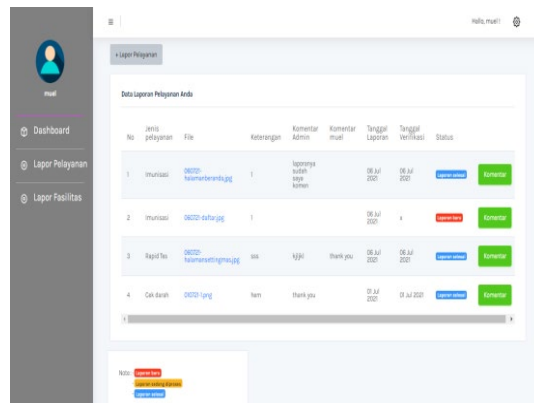 Hello, muel !
muel
Dashboard
Lapor Pelayanan
Lapor Fasilitas
+ Lapor Pelayanan
Data Laporan Pelayanan Anda
No Jenis pelayanan File Keterangan Komentar Admin Komentar muel Tanggal Laporan Tanggal Verifikasi Status
1 Imunisasi 060721-halamanberanda.jpg 1 laporanya sudah saya komen 06 Jul 2021 06 Jul 2021 Laporan selesai Komentar
2 Imunisasi 060721-daftar.jpg 1 06 Jul 2021 x Laporan baru Komentar
3 Rapid Tes 060721-halamansettingmas.jpg sss kjijki thank you 06 Jul 2021 06 Jul 2021 Laporan selesai Komentar
4 Cek darah 010721-1.png hem thank you 01 Jul 2021 01 Jul 2021 Laporan selesai Komentar
Note : Laporan baru
Laporan sedang diproses
Laporan selesai